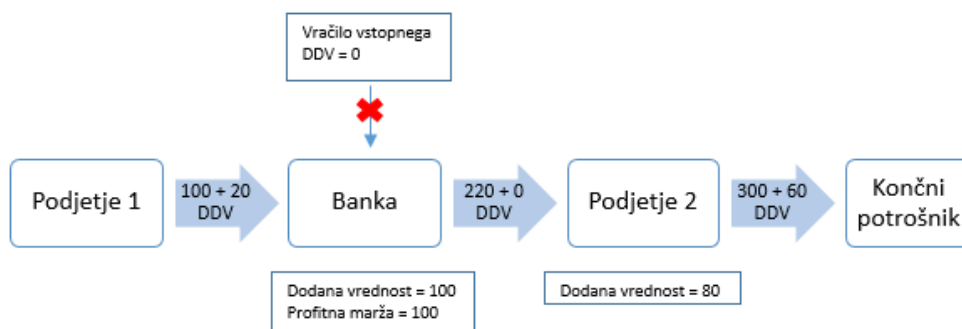 Vračilo vstopnega
DDV = 0
Podjetje 1
100 + 20
DDV
Banka
220 + 0
DDV
Podjetje 2
300 + 60
DDV
Končni
potrošnik
Dodana vrednost = 100
Profitna marža = 100
Dodana vrednost = 80